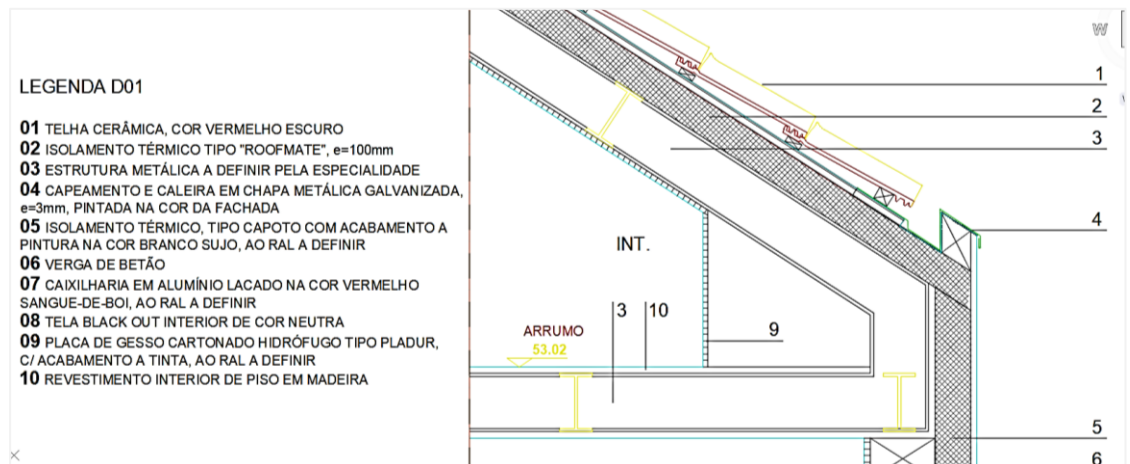 W
LEGENDA D01
01 TELHA CERÂMICA, COR VERMELHO ESCURO
02 ISOLAMENTO TÉRMICO TIPO "ROOFMATE", e=100mm
03 ESTRUTURA METÁLICA A DEFINIR PELA ESPECIALIDADE
04 CAPEAMENTO E CALEIRA EM CHAPA METÁLICA GALVANIZADA,
e=3mm, PINTADA NA COR DA FACHADA
05 ISOLAMENTO TÉRMICO, TIPO CAPOTO COM ACABAMENTO A
PINTURA NA COR BRANCO SUJO, AO RAL A DEFINIR
06 VERGA DE BETÃO
07 CAIXILHARIA EM ALUMÍNIO LACADO NA COR VERMELHO
SANGUE-DE-BOI, AO RAL A DEFINIR
08 TELA BLACK OUT INTERIOR DE COR NEUTRA
09 PLACA DE GESSO CARTONADO HIDRÓFUGO TIPO PLADUR,
C/ ACABAMENTO A TINTA, AO RAL A DEFINIR
10 REVESTIMENTO INTERIOR DE PISO EM MADEIRA
1
2
3
4
INT.
3 10
9
ARRUMO
53.02
5
6